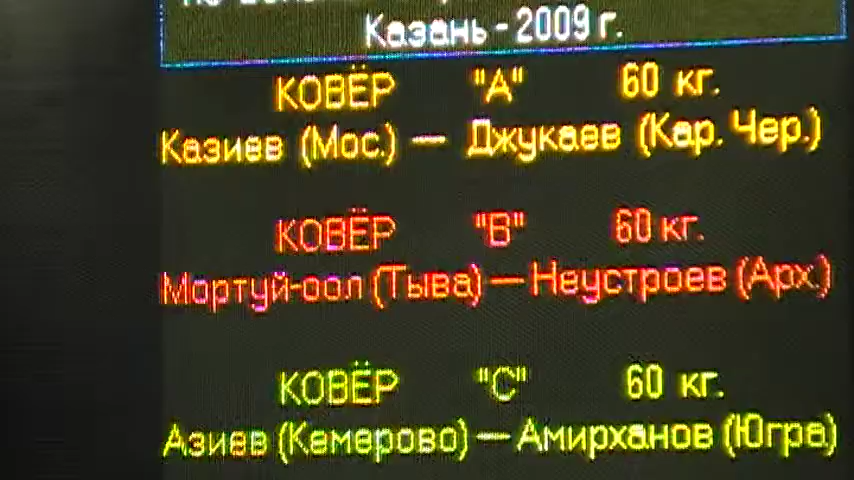 Казань - 2009 г.
КОВЁР "А" 60 кг.
Казиев (Мос.) — Джукаев (Кар. Чер.)
КОВЁР "В" 60 кг.
Мортуй-оол (Тыва) — Неустроев (Арх.)
КОВЁР "С" 60 кг.
Азиев (Кемерово) — Амирханов (Югра)